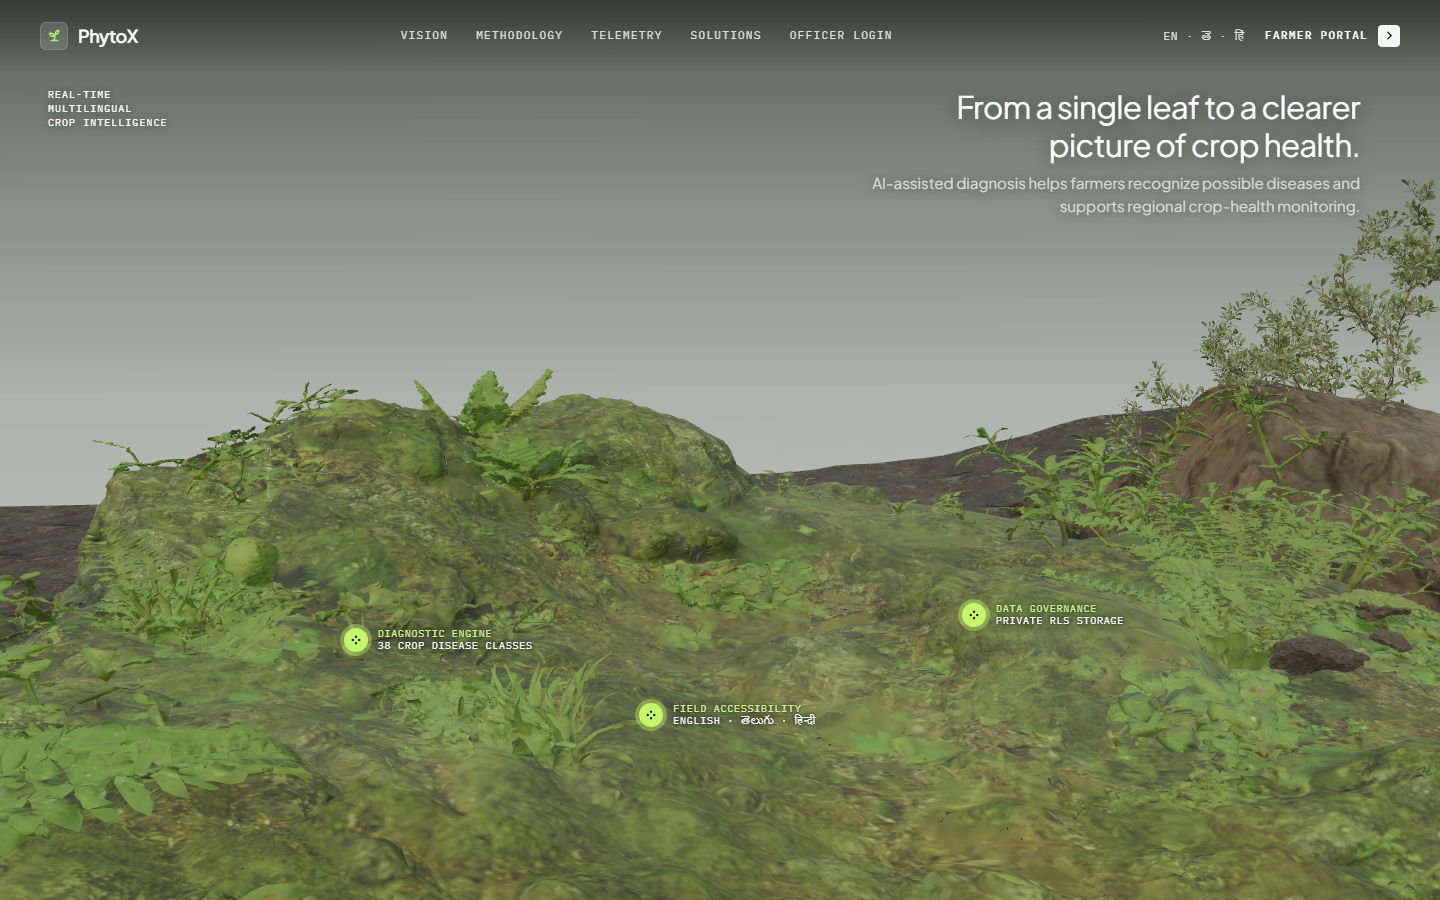 PhytoX
VISION METHODOLOGY TELEMETRY SOLUTIONS OFFICER LOGIN
EN · తె · हिं FARMER PORTAL
REAL-TIME
MULTILINGUAL
CROP INTELLIGENCE
From a single leaf to a clearer
picture of crop health.
AI-assisted diagnosis helps farmers recognize possible diseases and
supports regional crop-health monitoring.
DATA GOVERNANCE
PRIVATE RLS STORAGE
DIAGNOSTIC ENGINE
38 CROP DISEASE CLASSES
FIELD ACCESSIBILITY
ENGLISH · తెలుగు · हिन्दी